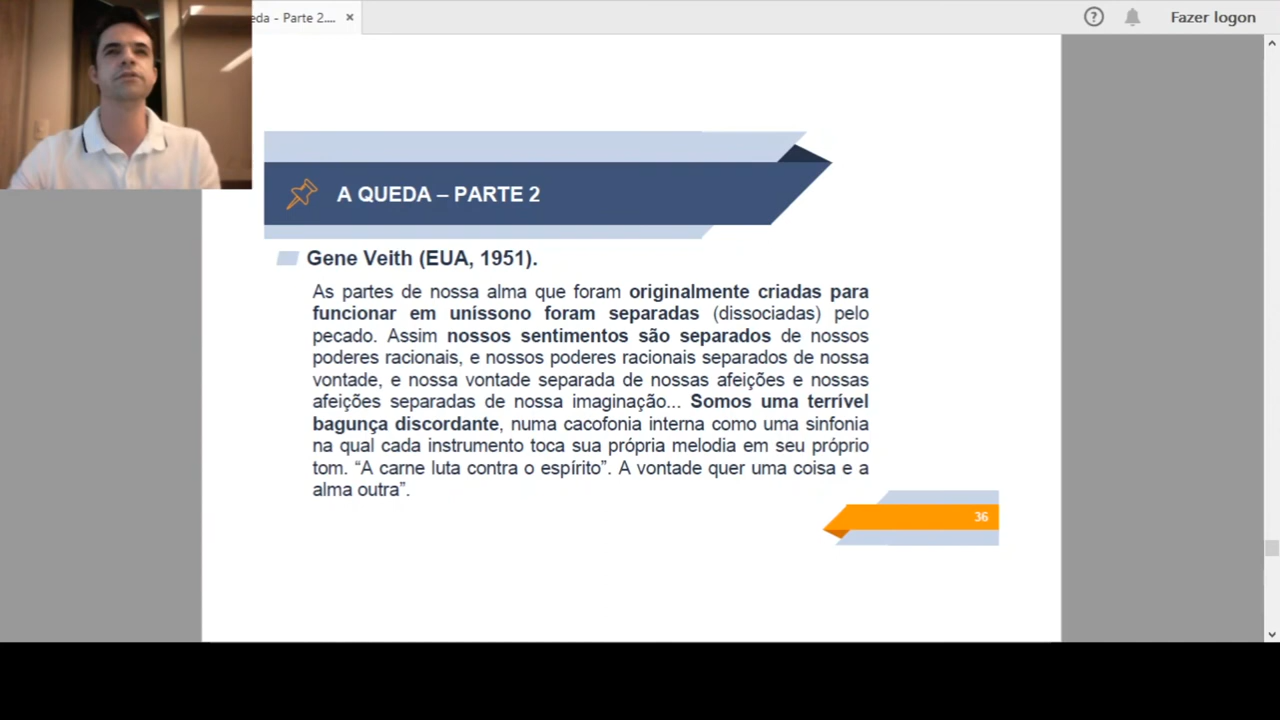 eda - Parte 2....
×
?
Fazer logon
A QUEDA – PARTE 2
Gene Veith (EUA, 1951).
As partes de nossa alma que foram originalmente criadas para
funcionar em uníssono foram separadas (dissociadas) pelo
pecado. Assim nossos sentimentos são separados de nossos
poderes racionais, e nossos poderes racionais separados de nossa
vontade, e nossa vontade separada de nossas afeições e nossas
afeições separadas de nossa imaginação... Somos uma terrível
bagunça discordante, numa cacofonia interna como uma sinfonia
na qual cada instrumento toca sua própria melodia em seu próprio
tom. “A carne luta contra o espírito”. A vontade quer uma coisa e a
alma outra”.
36